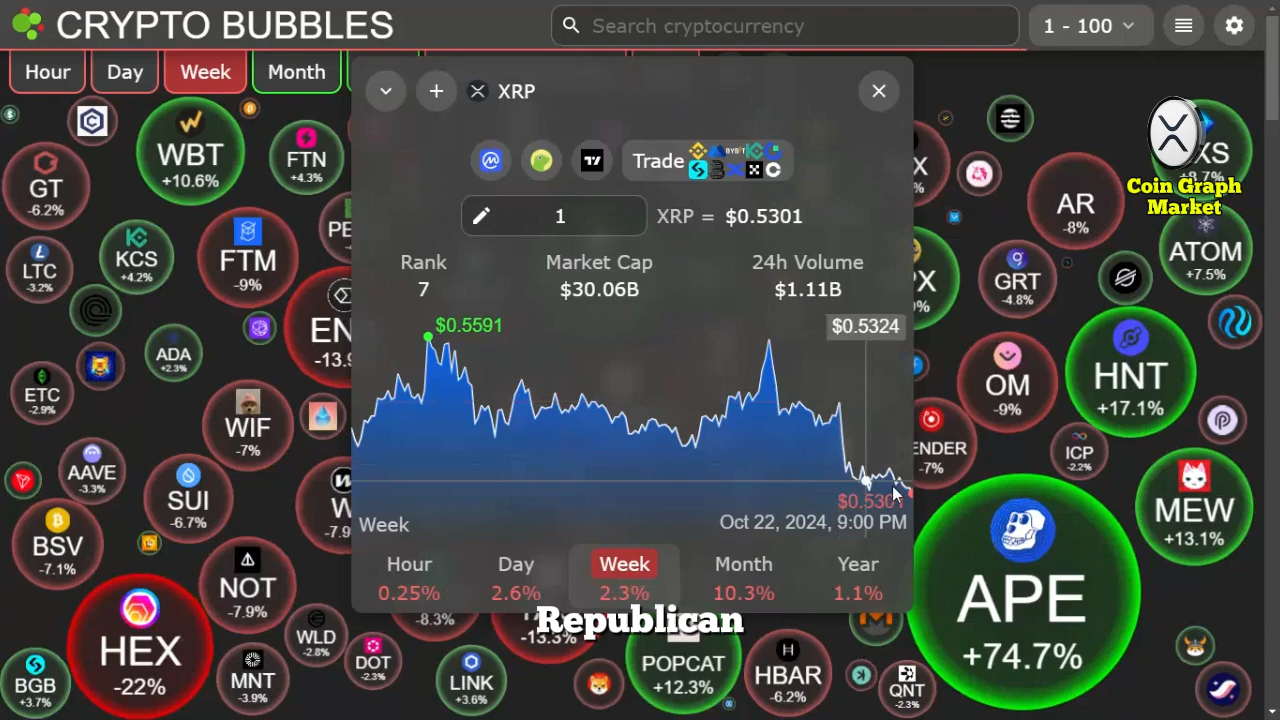 CRYPTO BUBBLES
Search cryptocurrency
1 - 100
Hour
Day
Week
Month
XRP
Trade
BYBIT
1
XRP = $0.5301
Rank
7
Market Cap
$30.06B
24h Volume
$1.11B
$0.5591
$0.5324
$0.5301
Week
Oct 22, 2024, 9:00 PM
Hour
0.25%
Day
2.6%
Week
2.3%
Month
10.3%
Year
1.1%
Republican
Coin Graph
Market
WBT
+10.6%
FTN
+4.3%
GT
-6.2%
KCS
+4.2%
LTC
-3.2%
FTM
-9%
ADA
+2.3%
ETC
-2.9%
WIF
-7%
AAVE
-3.3%
SUI
-6.7%
BSV
-7.1%
NOT
-7.9%
HEX
-22%
WLD
-2.8%
MNT
-3.9%
DOT
-2.3%
BGB
+3.7%
LINK
+3.6%
-8.3%
-13.3%
POPCAT
+12.3%
HBAR
-6.2%
QNT
-2.3%
APE
+74.7%
MEW
+13.1%
ICP
-2.2%
ENDER
-7%
OM
-9%
HNT
+17.1%
GRT
-4.8%
ATOM
+7.5%
AR
-8%
XS